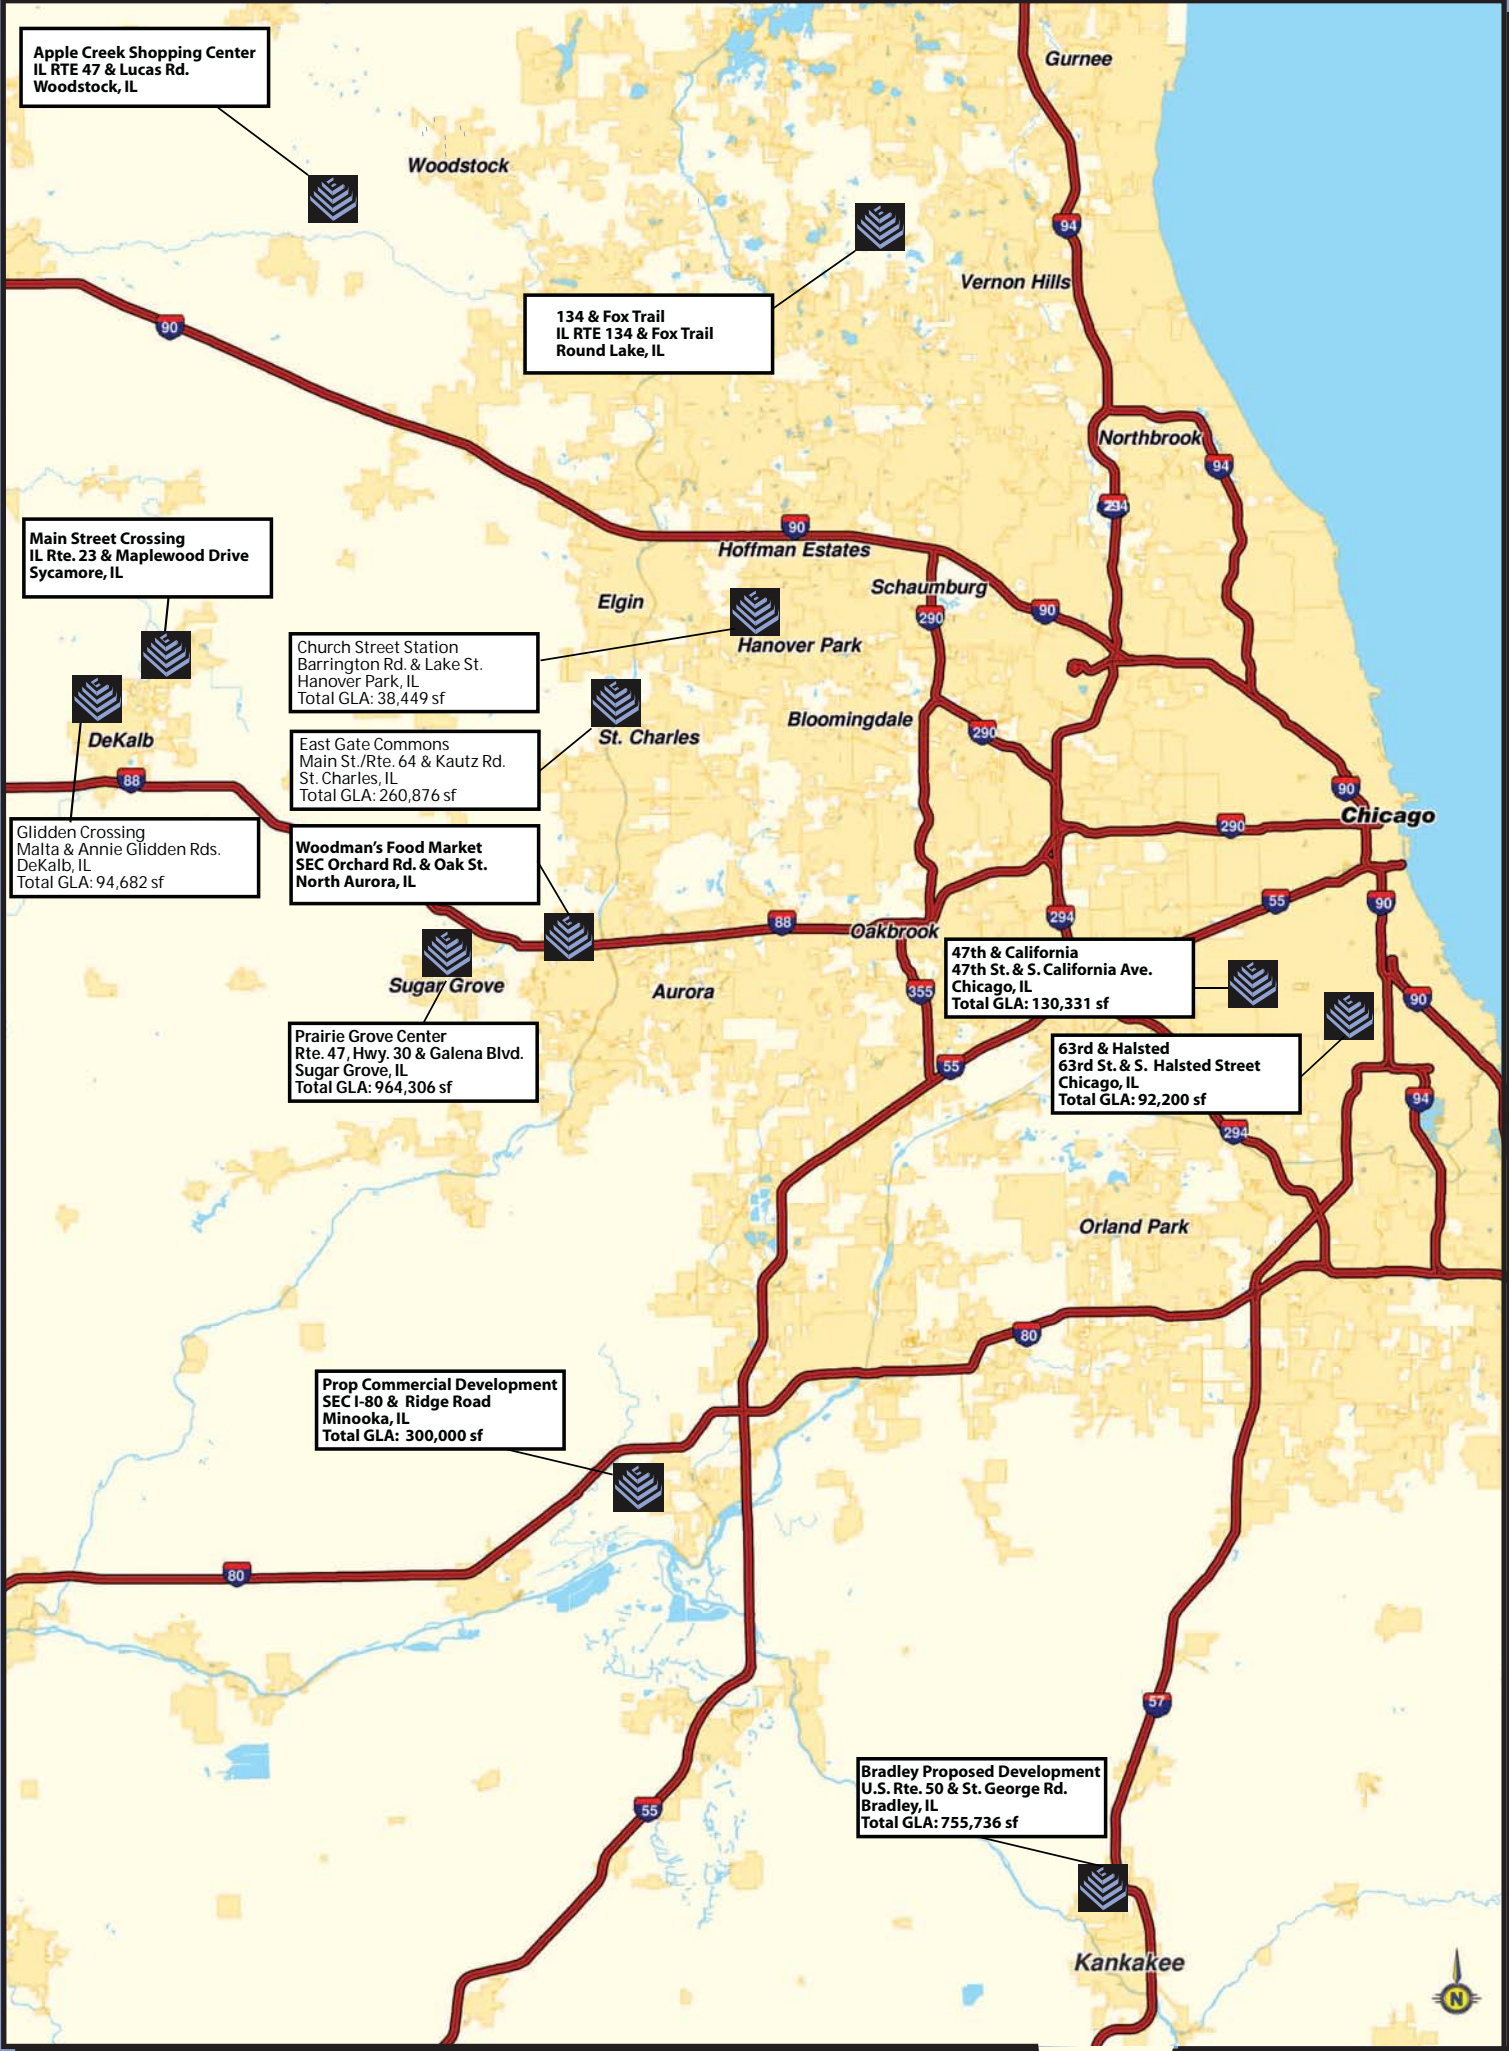 Apple Creek Shopping Center
IL RTE 47 & Lucas Rd.
Woodstock, IL
Gurnee
Woodstock
94
Vernon Hills
134 & Fox Trail
IL RTE 134 & Fox Trail
Round Lake, IL
90
Northbrook
94
294
Main Street Crossing
IL Rte. 23 & Maplewood Drive
Sycamore, IL
90
Hoffman Estates
Schaumburg
Elgin
290
90
Hanover Park
Church Street Station
Barrington Rd. & Lake St.
Hanover Park, IL
Total GLA: 38,449 sf
Bloomingdale
290
St. Charles
DeKalb
East Gate Commons
Main St./Rte. 64 & Kautz Rd.
St. Charles, IL
Total GLA: 260,876 sf
88
90
Chicago
290
Glidden Crossing
Malta & Annie Glidden Rds.
DeKalb, IL
Total GLA: 94,682 sf
Woodman's Food Market
SEC Orchard Rd. & Oak St.
North Aurora, IL
88
Oakbrook
294
55
90
47th & California
47th St. & S. California Ave.
Chicago, IL
Total GLA: 130,331 sf
Sugar Grove
Aurora
355
90
Prairie Grove Center
Rte. 47, Hwy. 30 & Galena Blvd.
Sugar Grove, IL
Total GLA: 964,306 sf
55
63rd & Halsted
63rd St. & S. Halsted Street
Chicago, IL
Total GLA: 92,200 sf
94
294
Orland Park
80
Prop Commercial Development
SEC I-80 & Ridge Road
Minooka, IL
Total GLA: 300,000 sf
80
57
Bradley Proposed Development
U.S. Rte. 50 & St. George Rd.
Bradley, IL
Total GLA: 755,736 sf
55
Kankakee
N